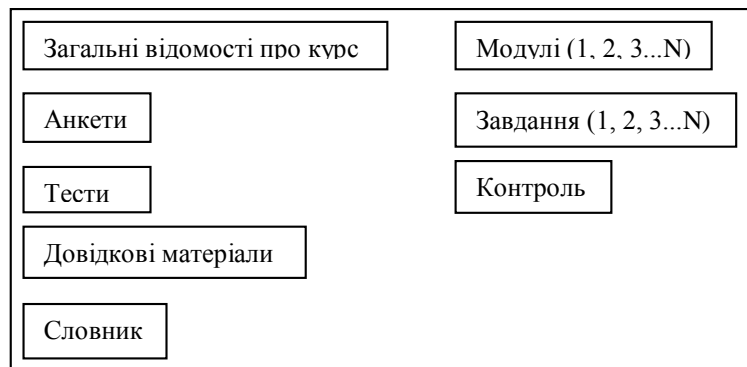 Загальні відомості про курс
Модулі (1, 2, 3...N)
Анкети
Завдання (1, 2, 3...N)
Тести
Контроль
Довідкові матеріали
Словник